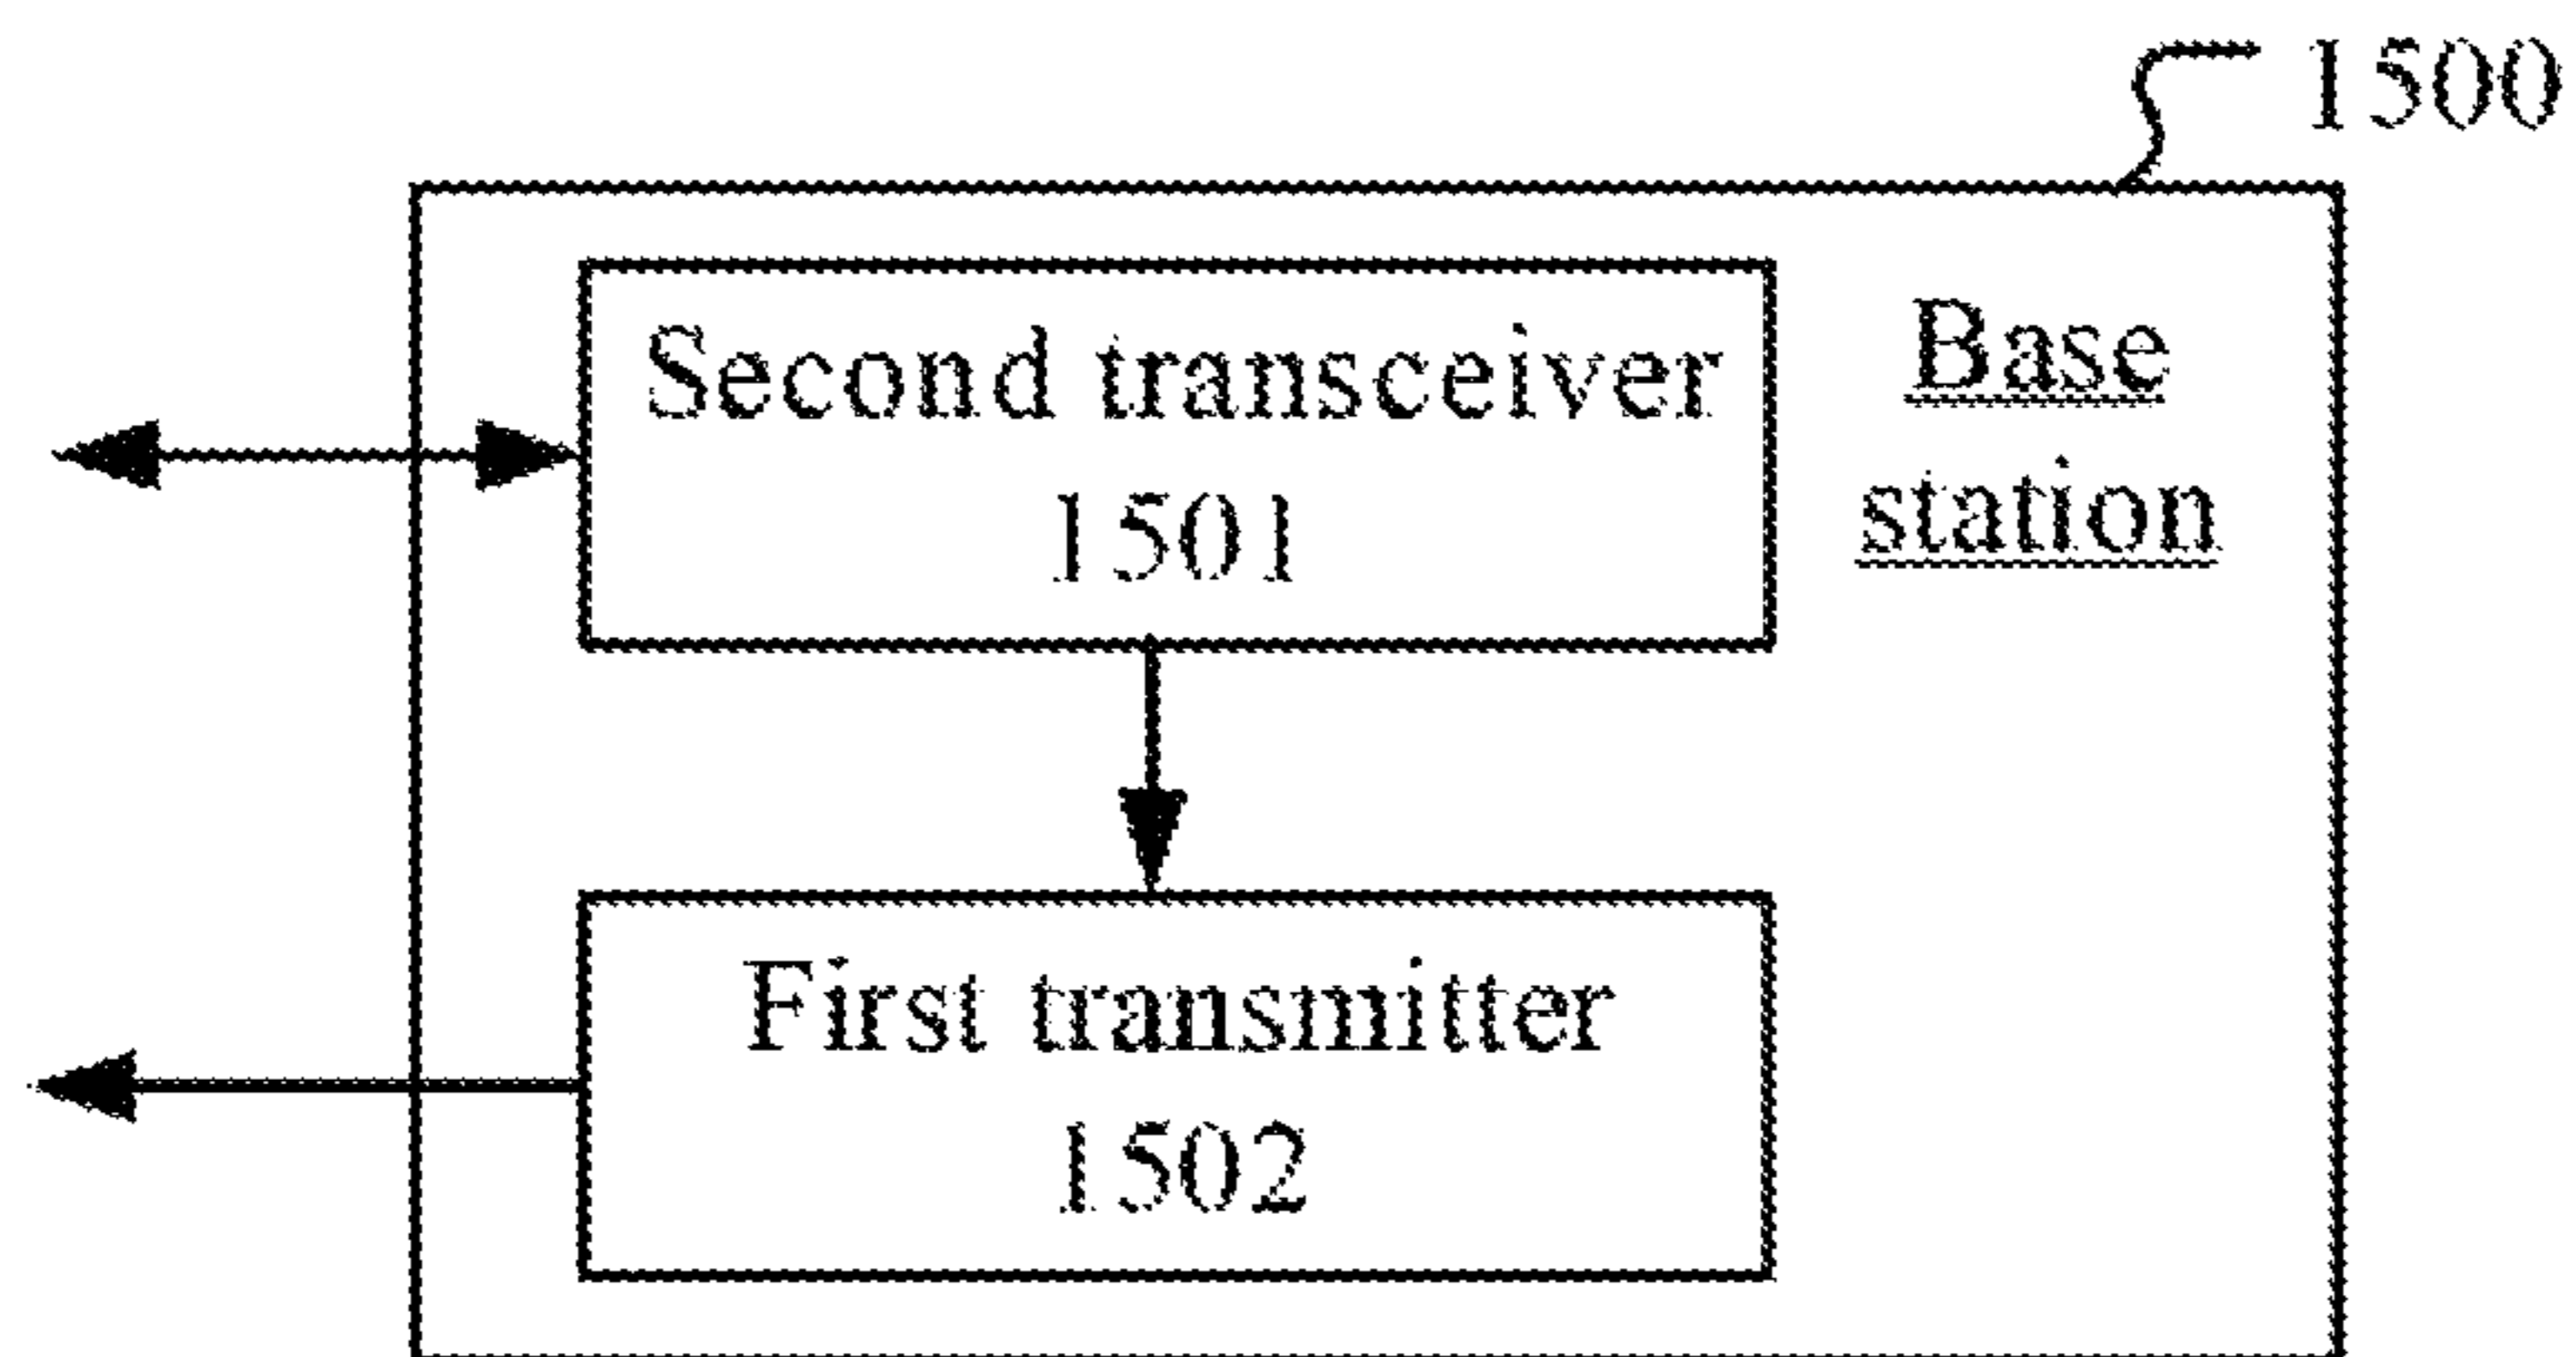 1500
Second transceiver
1501
Base
station
First transmitter
1502